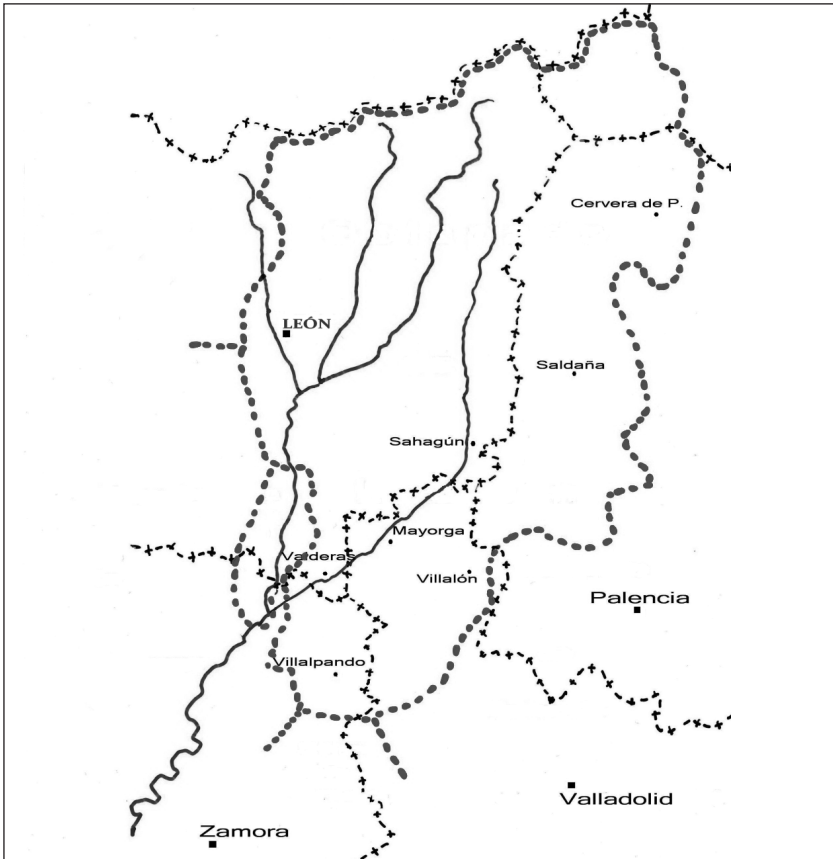 Cervera de P.
LEÓN
Saldaña
Sahagún
Mayorga
Valderas
Villalón
Palencia
Villalpando
Valladolid
Zamora